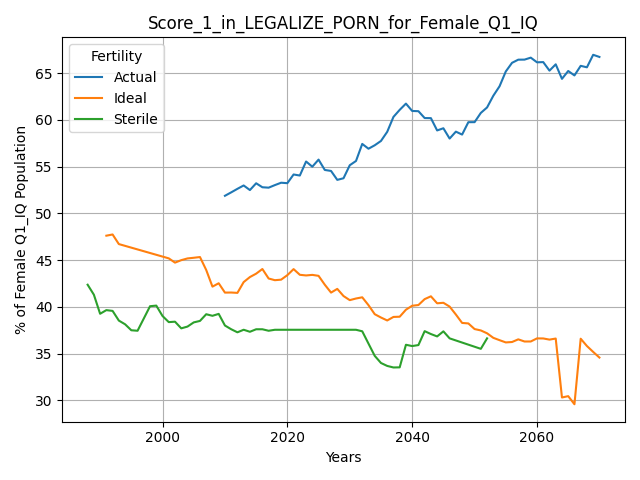 Score_1_in_LEGALIZE_PORN_for_Female_Q1_IQ
Fertility
Actual
Ideal
Sterile
% of Female Q1_IQ Population
65
60
55
50
45
40
35
30
2000 2020 2040 2060
Years